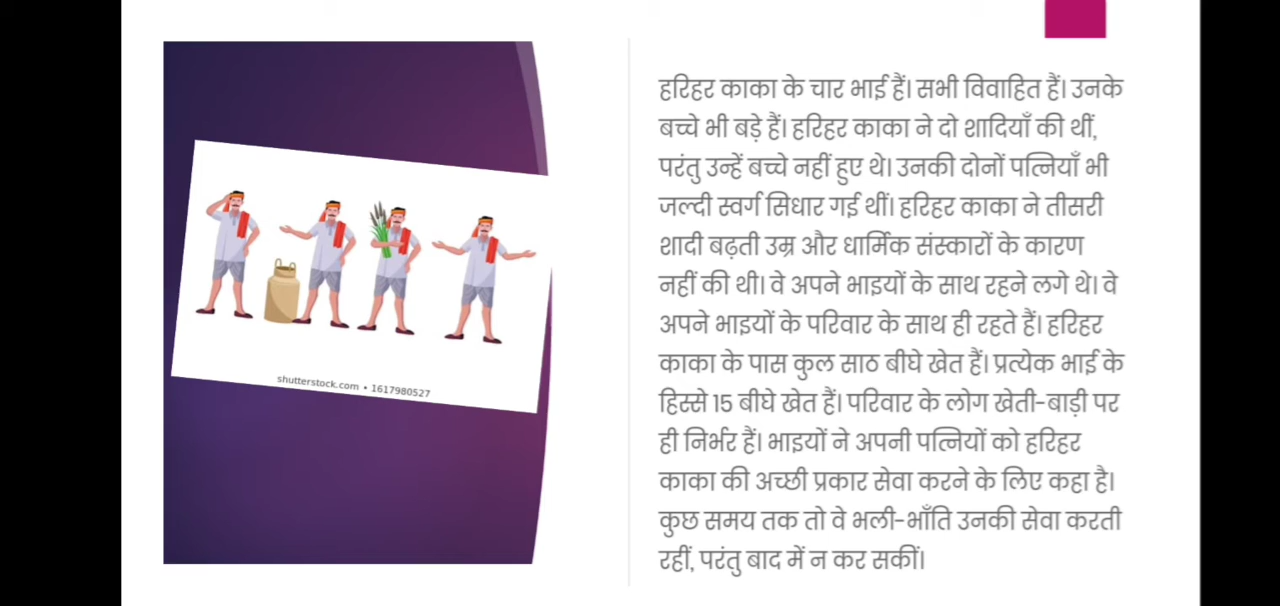 shutterstock.com • 1617980527
हरिहर काका के चार भाई हैं। सभी विवाहित हैं। उनके
बच्चे भी बड़े हैं। हरिहर काका ने दो शादियाँ की थीं,
परंतु उन्हें बच्चे नहीं हुए थे। उनकी दोनों पत्नियाँ भी
जल्दी स्वर्ग सिधार गई थीं। हरिहर काका ने तीसरी
शादी बढ़ती उम्र और धार्मिक संस्कारों के कारण
नहीं की थी। वे अपने भाइयों के साथ रहने लगे थे। वे
अपने भाइयों के परिवार के साथ ही रहते हैं। हरिहर
काका के पास कुल साठ बीघे खेत हैं। प्रत्येक भाई के
हिस्से 15 बीघे खेत हैं। परिवार के लोग खेती-बाड़ी पर
ही निर्भर हैं। भाइयों ने अपनी पत्नियों को हरिहर
काका की अच्छी प्रकार सेवा करने के लिए कहा है।
कुछ समय तक तो वे भली-भाँति उनकी सेवा करती
रहीं, परंतु बाद में न कर सकीं।